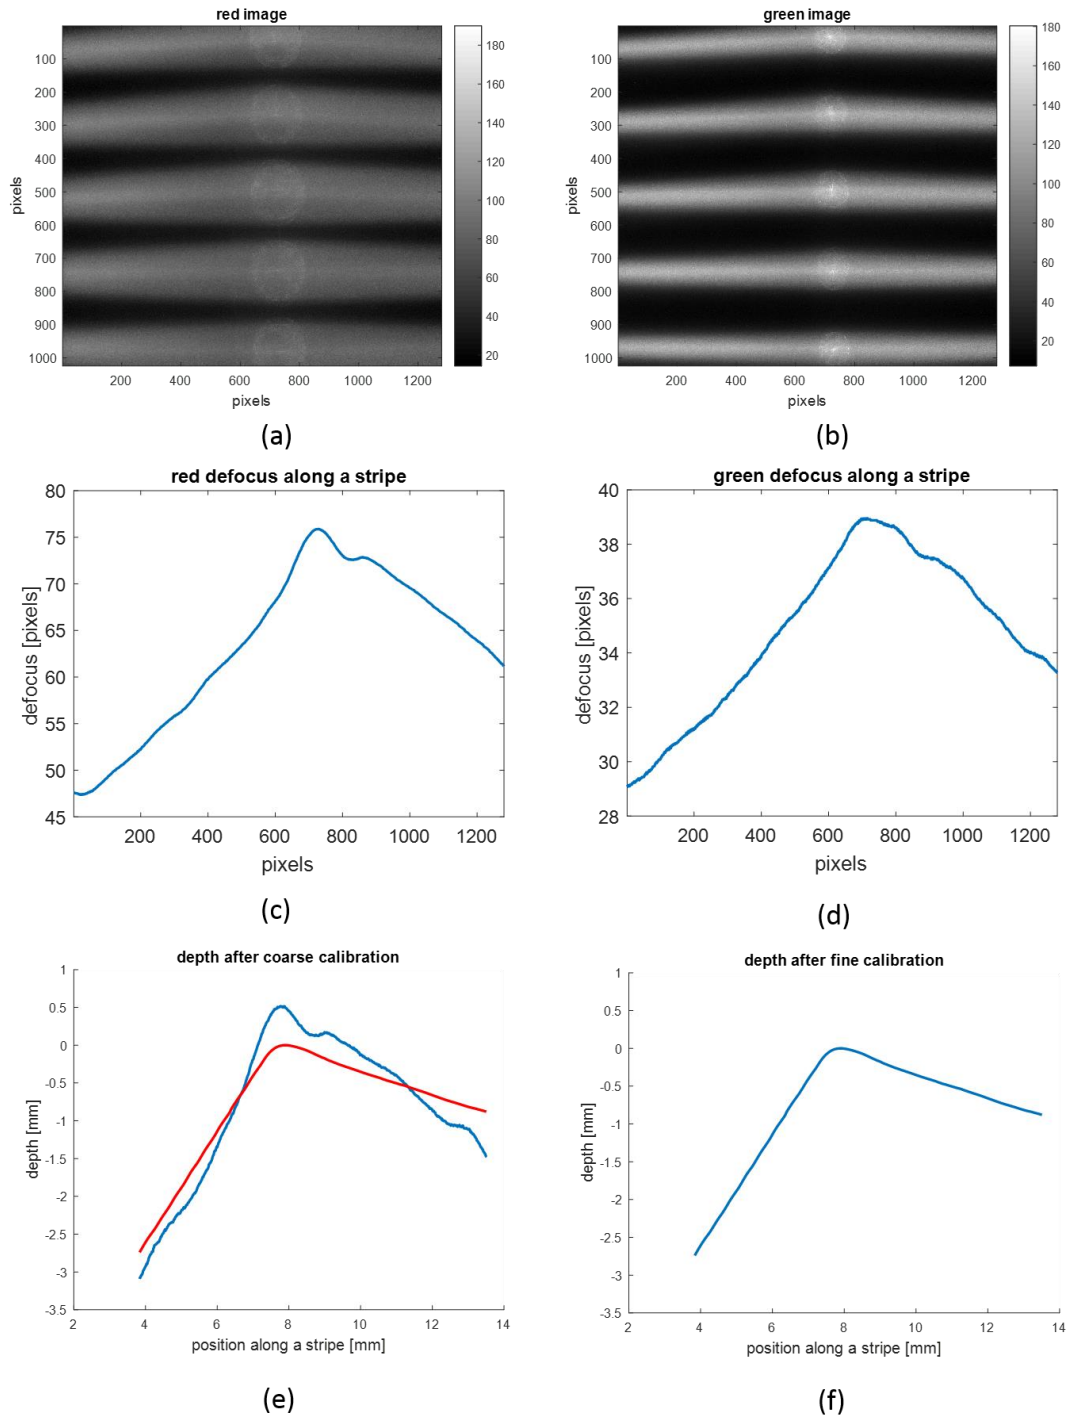 red image
green image
100
200
300
400
500
600
700
800
900
1000
pixels
200 400 600 800 1000 1200
pixels
180
160
140
120
100
80
60
40
20
100
200
300
400
500
600
700
800
900
1000
pixels
200 400 600 800 1000 1200
pixels
180
160
140
120
100
80
60
40
20
(a)
(b)
red defocus along a stripe
80
75
70
65
60
55
50
45
defocus [pixels]
200 400 600 800 1000 1200
pixels
green defocus along a stripe
40
38
36
34
32
30
28
defocus [pixels]
200 400 600 800 1000 1200
pixels
(c)
(d)
depth after coarse calibration
1
0.5
0
-0.5
-1
-1.5
-2
-2.5
-3
-3.5
depth [mm]
2 4 6 8 10 12 14
position along a stripe [mm]
depth after fine calibration
1
0.5
0
-0.5
-1
-1.5
-2
-2.5
-3
-3.5
depth [mm]
2 4 6 8 10 12 14
position along a stripe [mm]
(e)
(f)